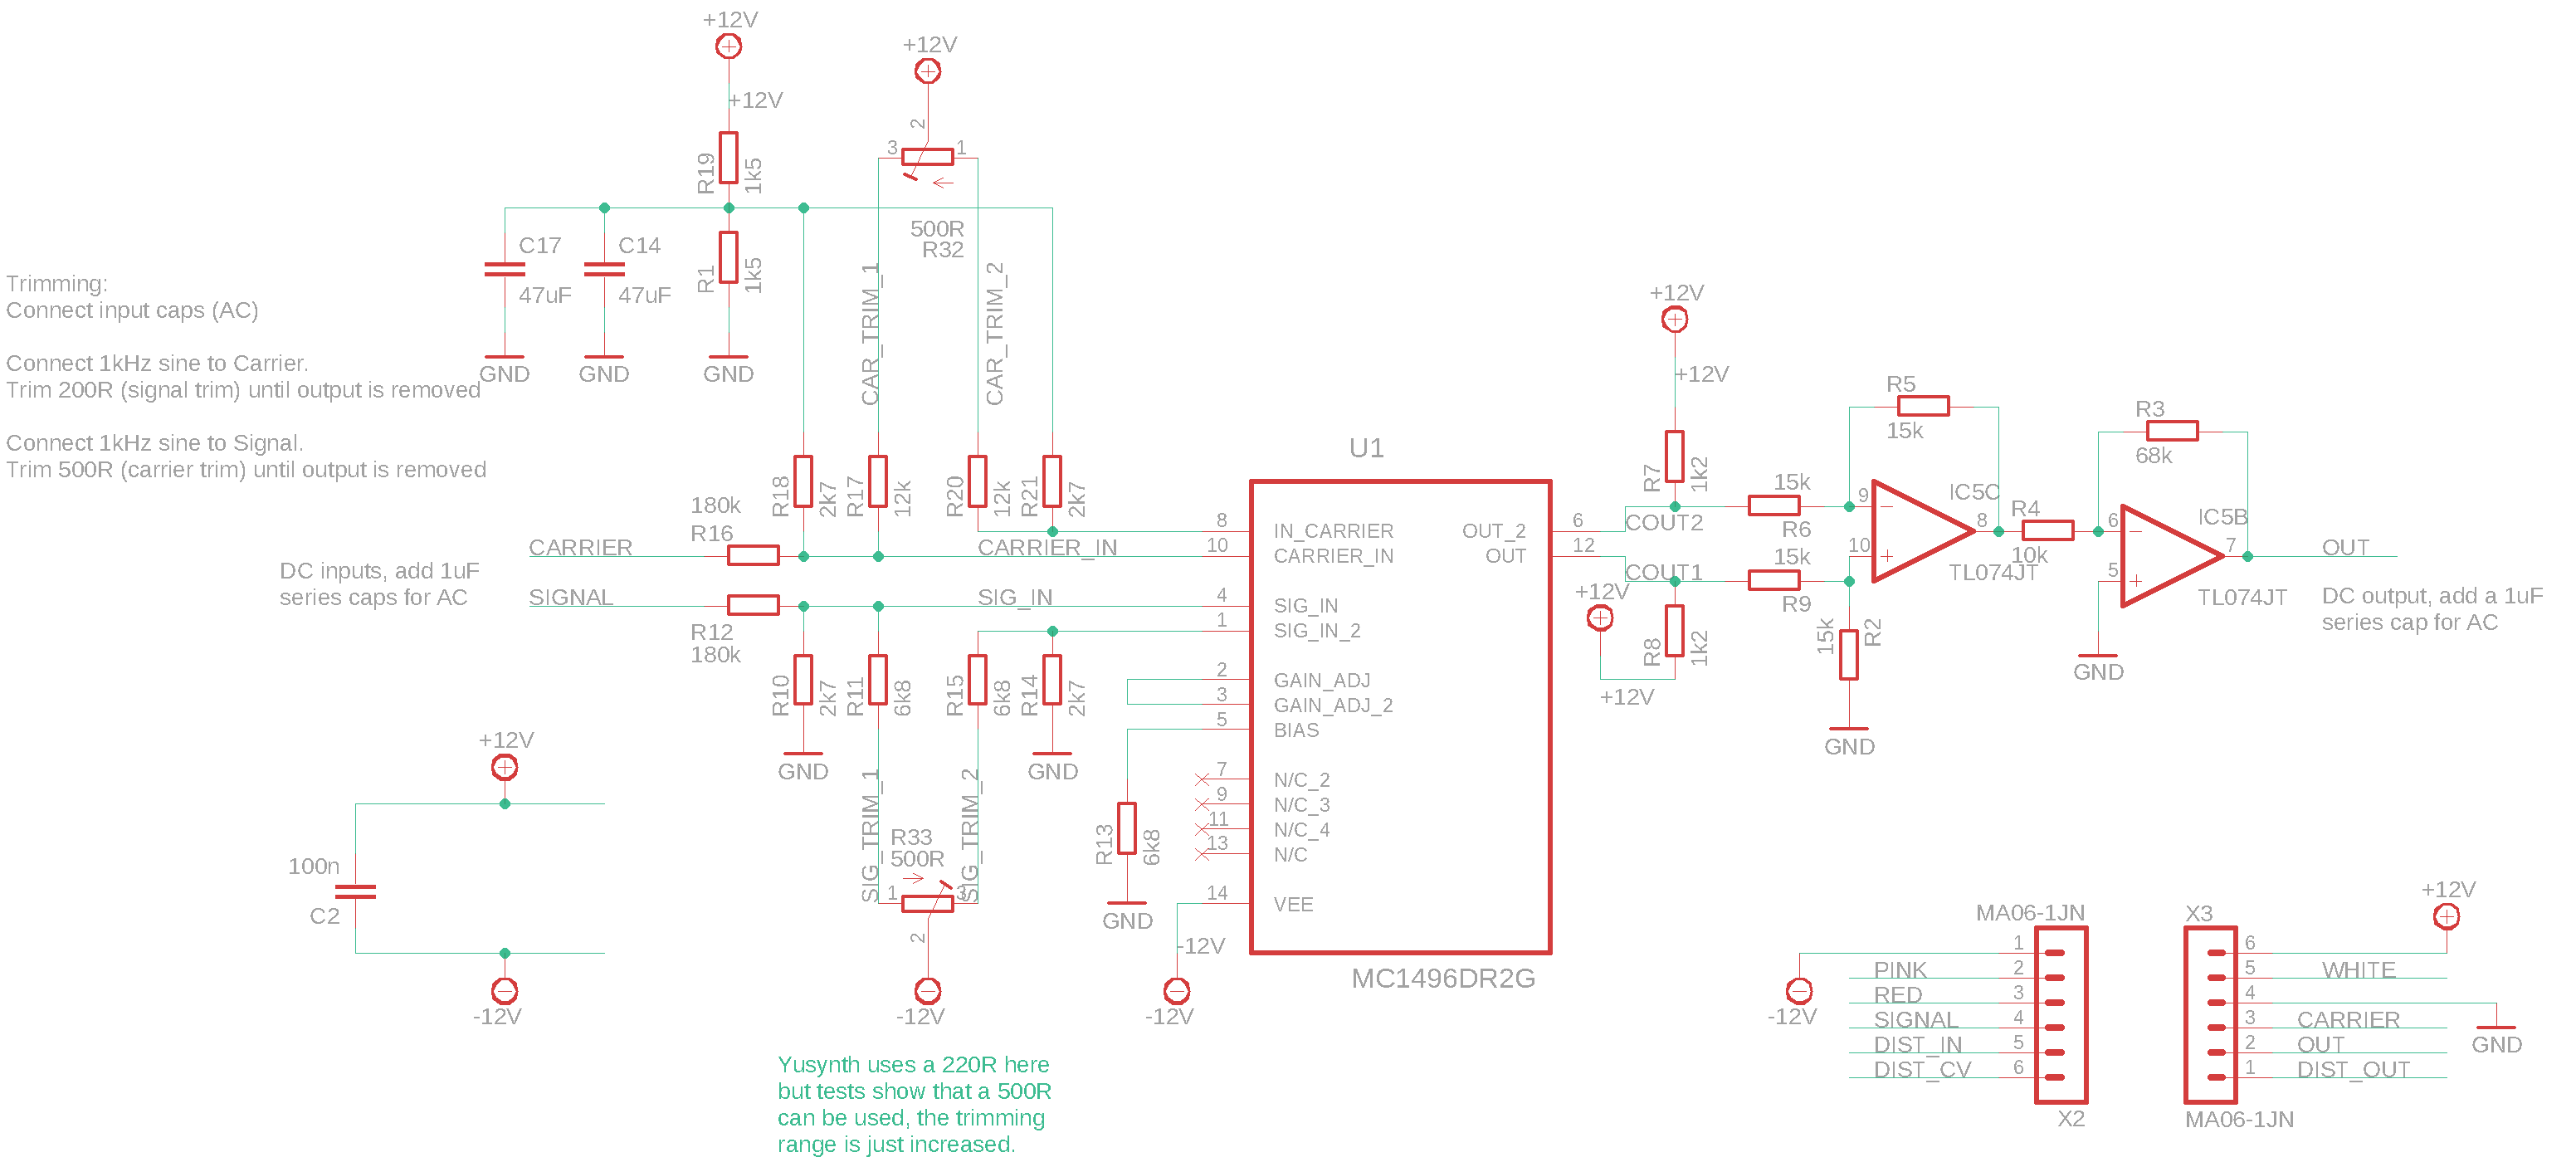 +12V
+12V
+12V
2
3
1
R19
1k5
500R
R32
C17
47uF
C14
47uF
R1
1k5
GND
GND
GND
CAR_TRIM_1
CAR_TRIM_2
Trimming:
Connect input caps (AC)
Connect 1kHz sine to Carrier.
Trim 200R (signal trim) until output is removed
Connect 1kHz sine to Signal.
Trim 500R (carrier trim) until output is removed
R18
2k7
R17
12k
R20
12k
R21
2k7
180k
R16
CARRIER
CARRIER_IN
DC inputs, add 1uF
series caps for AC
SIGNAL
SIG_IN
R12
180k
R10
2k7
R11
6k8
R15
6k8
R14
2k7
GND
GND
SIG_TRIM_1
SIG_TRIM_2
R33
500R
1
3
2
-12V
+12V
100n
C2
-12V
Yusynth uses a 220R here
but tests show that a 500R
can be used, the trimming
range is just increased.
R13
6k8
GND
-12V
-12V
U1
8 IN_CARRIER
10 CARRIER_IN
4 SIG_IN
1 SIG_IN_2
2 GAIN_ADJ
3 GAIN_ADJ_2
5 BIAS
7 N/C_2
9 N/C_3
11 N/C_4
13 N/C
14 VEE
OUT_2 6
OUT 12
MC1496DR2G
+12V
+12V
R7
1k2
COUT2
COUT1
+12V
R8
1k2
+12V
15k
R6
15k
R9
15k
R2
GND
R5
15k
9
10
8
IC5C
TL074JT
R4
10k
R3
68k
6
5
7
IC5B
TL074JT
GND
OUT
DC output, add a 1uF
series cap for AC
MA06-1JN
1
PINK 2
RED 3
SIGNAL 4
DIST_IN 5
DIST_CV 6
-12V
X2
X3
+12V
6
5 WHITE
4
3 CARRIER
2 OUT
1 DIST_OUT
GND
MA06-1JN